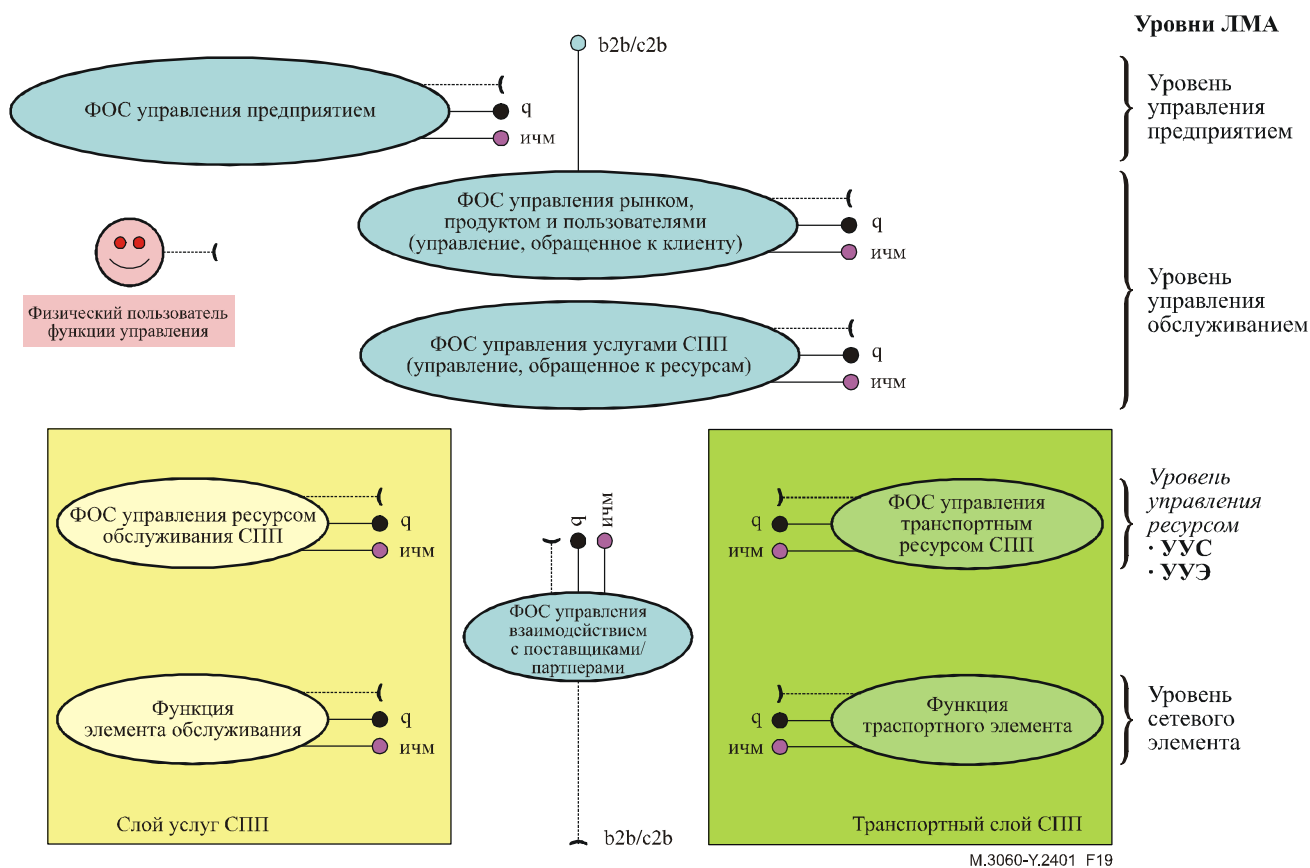 Уровни ЛМА
b2b/c2b
ФОС управления предприятием
q
ичм
Уровень
управления
предприятием
ФОС управления рынком,
продуктом и пользователями
(управление, обращенное к клиенту)
q
ичм
Физический пользователь
функции управления
Уровень
управления
обслуживанием
ФОС управления услугами СПП
(управление, обращенное к ресурсам)
q
ичм
ФОС управления ресурсом
обслуживания СПП
q
ичм
q
ичм
ФОС управления
взаимодействием
с поставщиками/
партнерами
b2b/c2b
q
ичм
ФОС управления
транспортным
ресурсом СПП
Уровень
управления
ресурсом
· УУС
· УУЭ
Функция
элемента обслуживания
q
ичм
Слой услуг СПП
q
ичм
Функция
траспортного элемента
Транспортный слой СПП
Уровень
сетевого
элемента
M.3060-Y.2401_F19